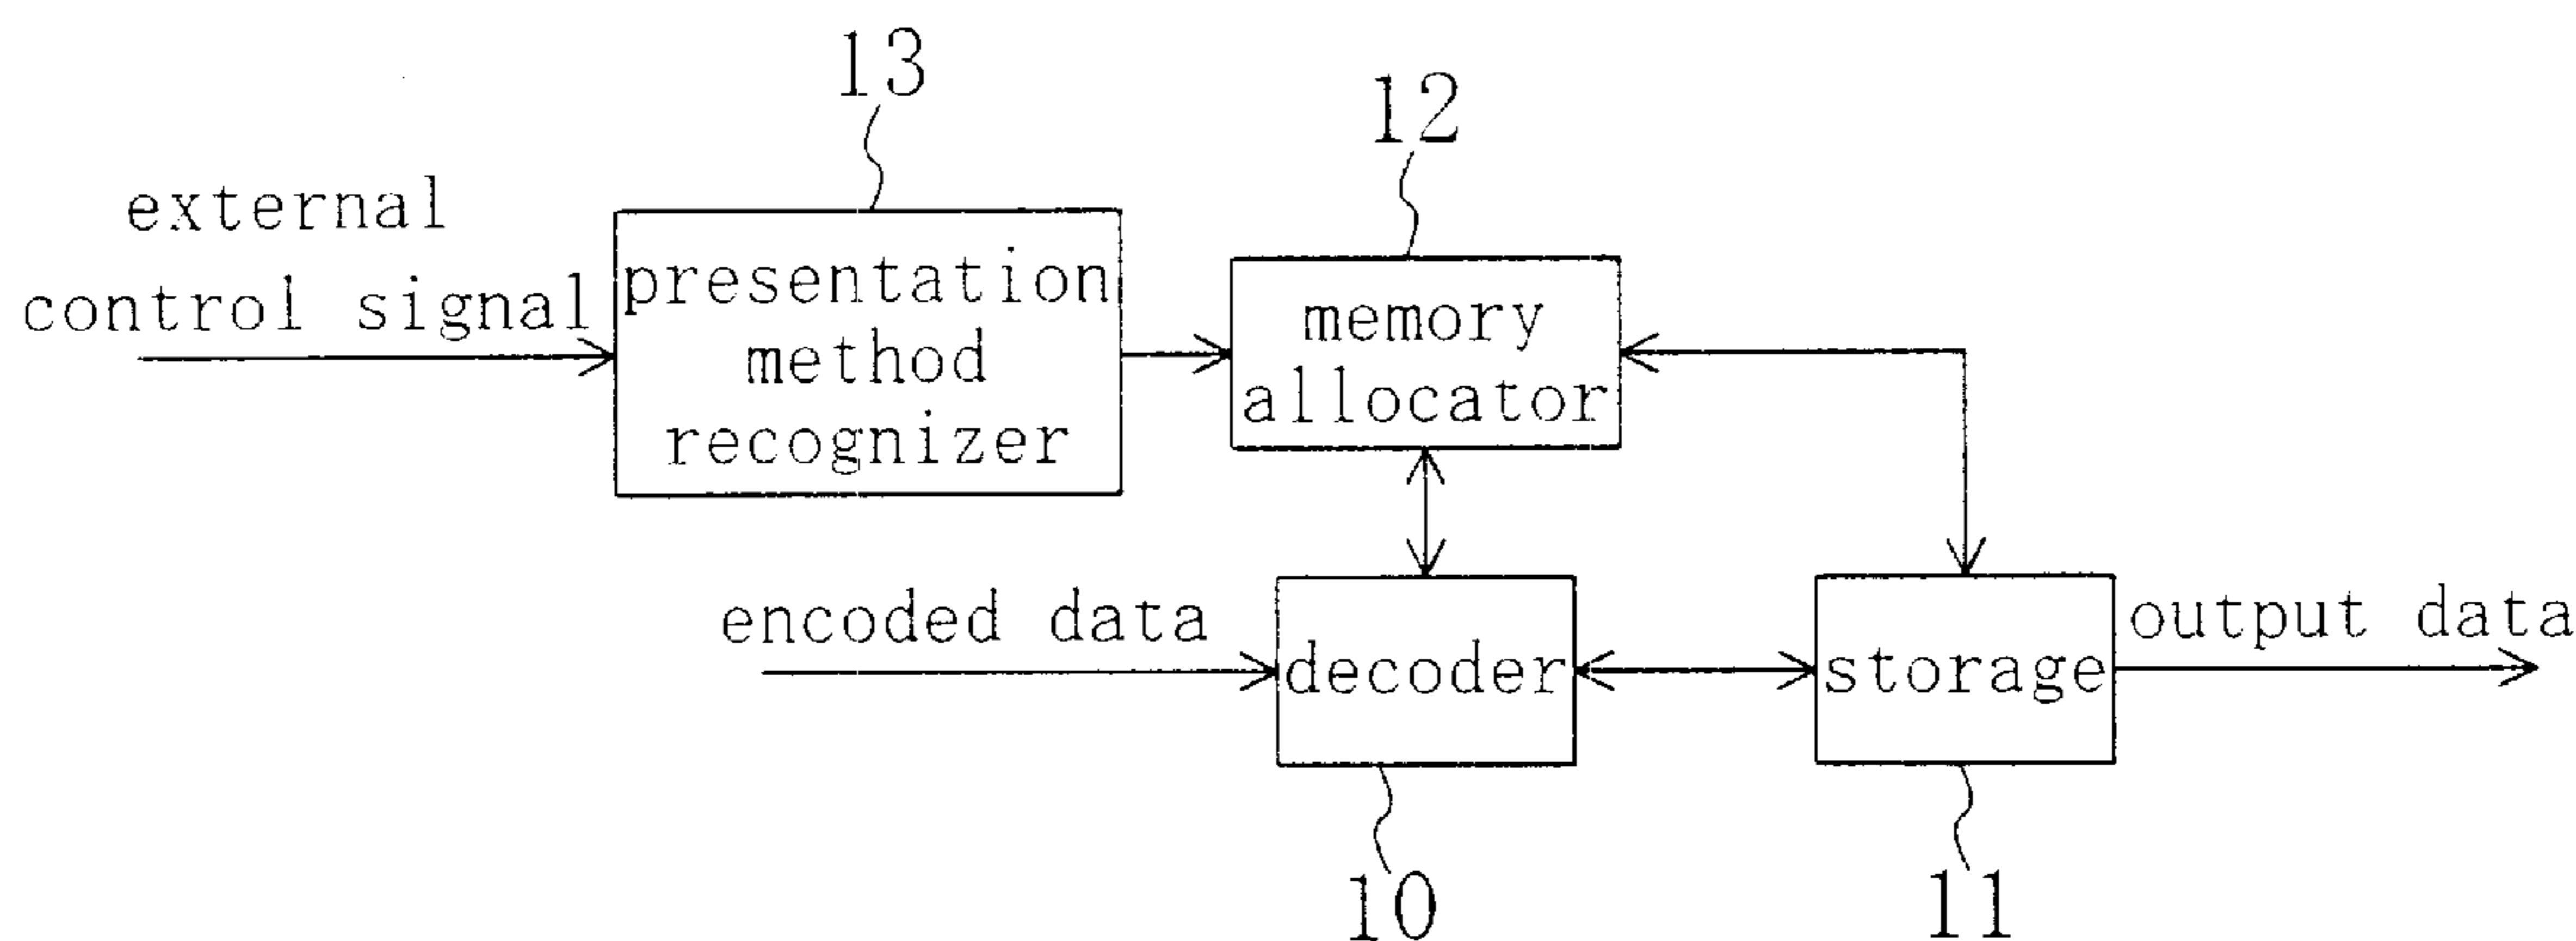 13
12
external
control signal
presentation
method
recognizer
memory
allocator
encoded data
decoder
storage
output data
10
11